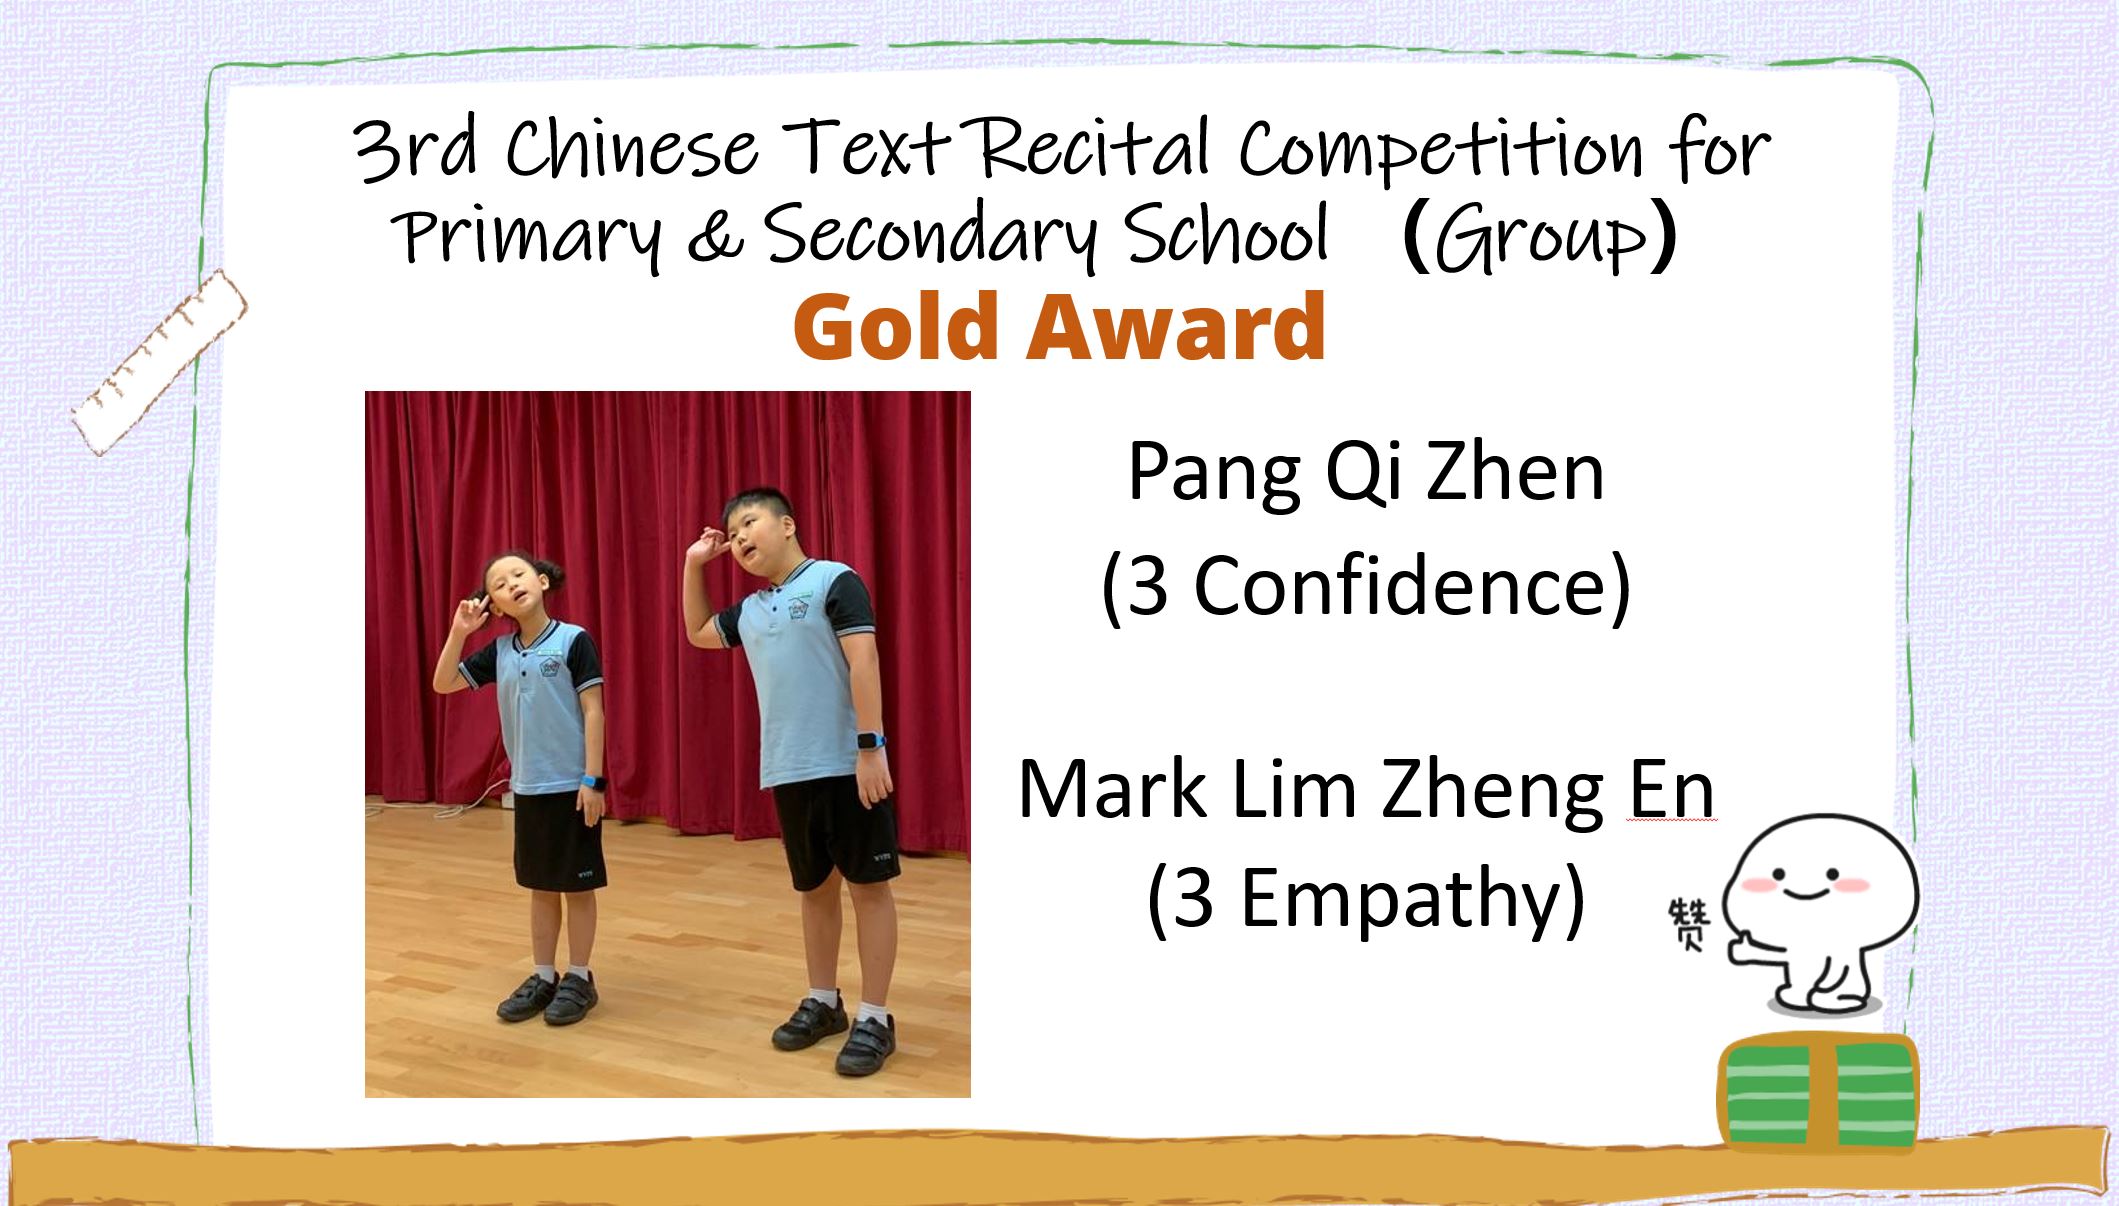 3rd Chinese Text Recital Competition for
Primary & Secondary School (Group)
Gold Award
Pang Qi Zhen
(3 Confidence)
Mark Lim Zheng En
(3 Empathy)
赞